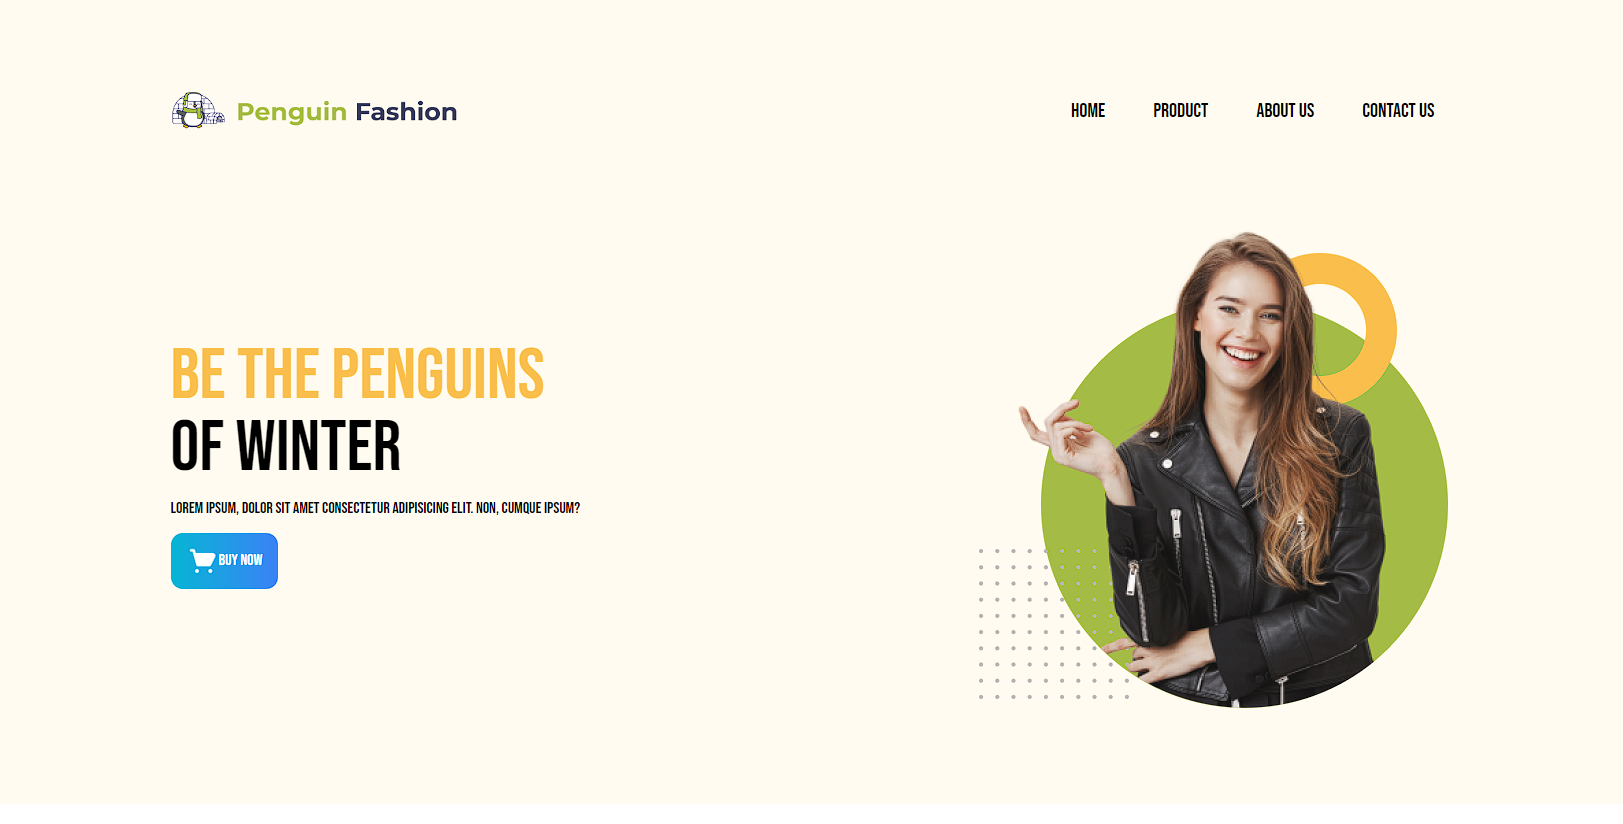 Penguin Fashion
HOME PRODUCT ABOUT US CONTACT US
BE THE PENGUINS
OF WINTER
LOREM IPSUM, DOLOR SIT AMET CONSECTETUR ADIPISICING ELIT. NON, CUMQUE IPSUM?
BUY NOW